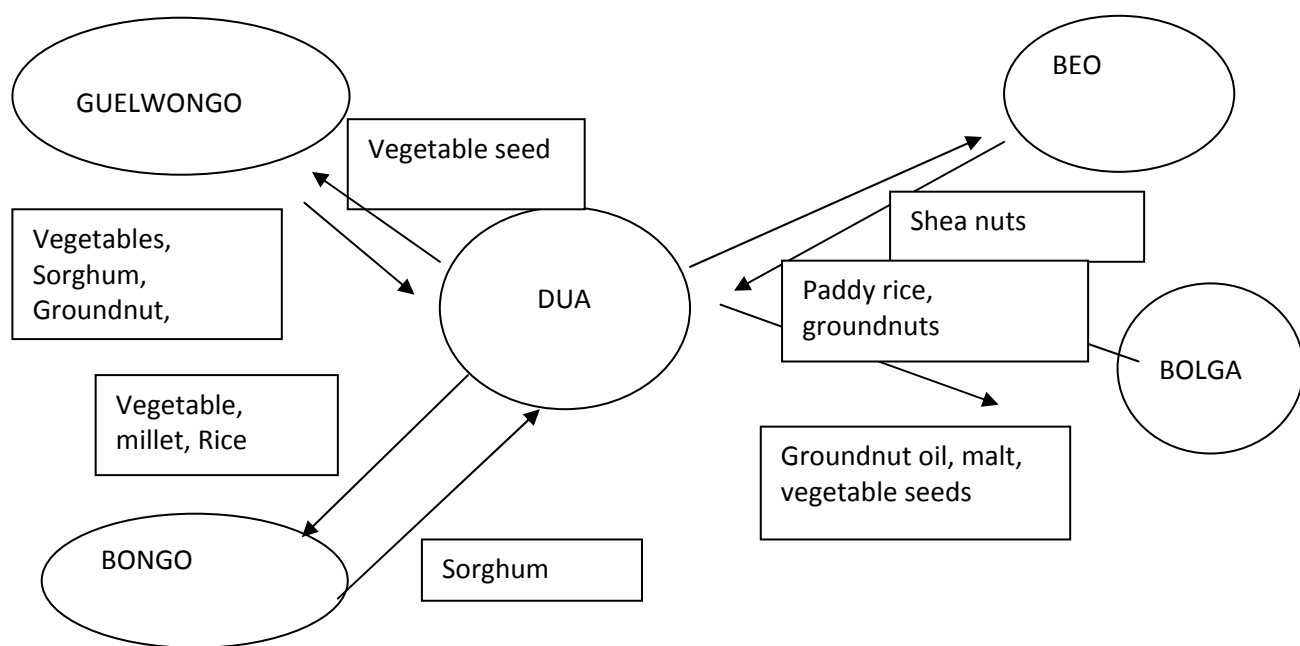 GUELWONGO
BEO
Vegetable seed
Vegetables,
Sorghum,
Groundnut,
Shea nuts
DUA
Paddy rice,
groundnuts
BOLGA
Vegetable,
millet, Rice
Groundnut oil, malt,
vegetable seeds
BONGO
Sorghum